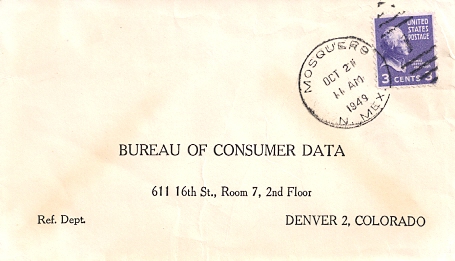 MOSQUERO
OCT
11 AM
1949
N. MEX.
UNITED
STATES
POSTAGE
3 CENTS 3
BUREAU OF CONSUMER DATA
611 16th St., Room 7, 2nd Floor
Ref. Dept.
DENVER 2, COLORADO